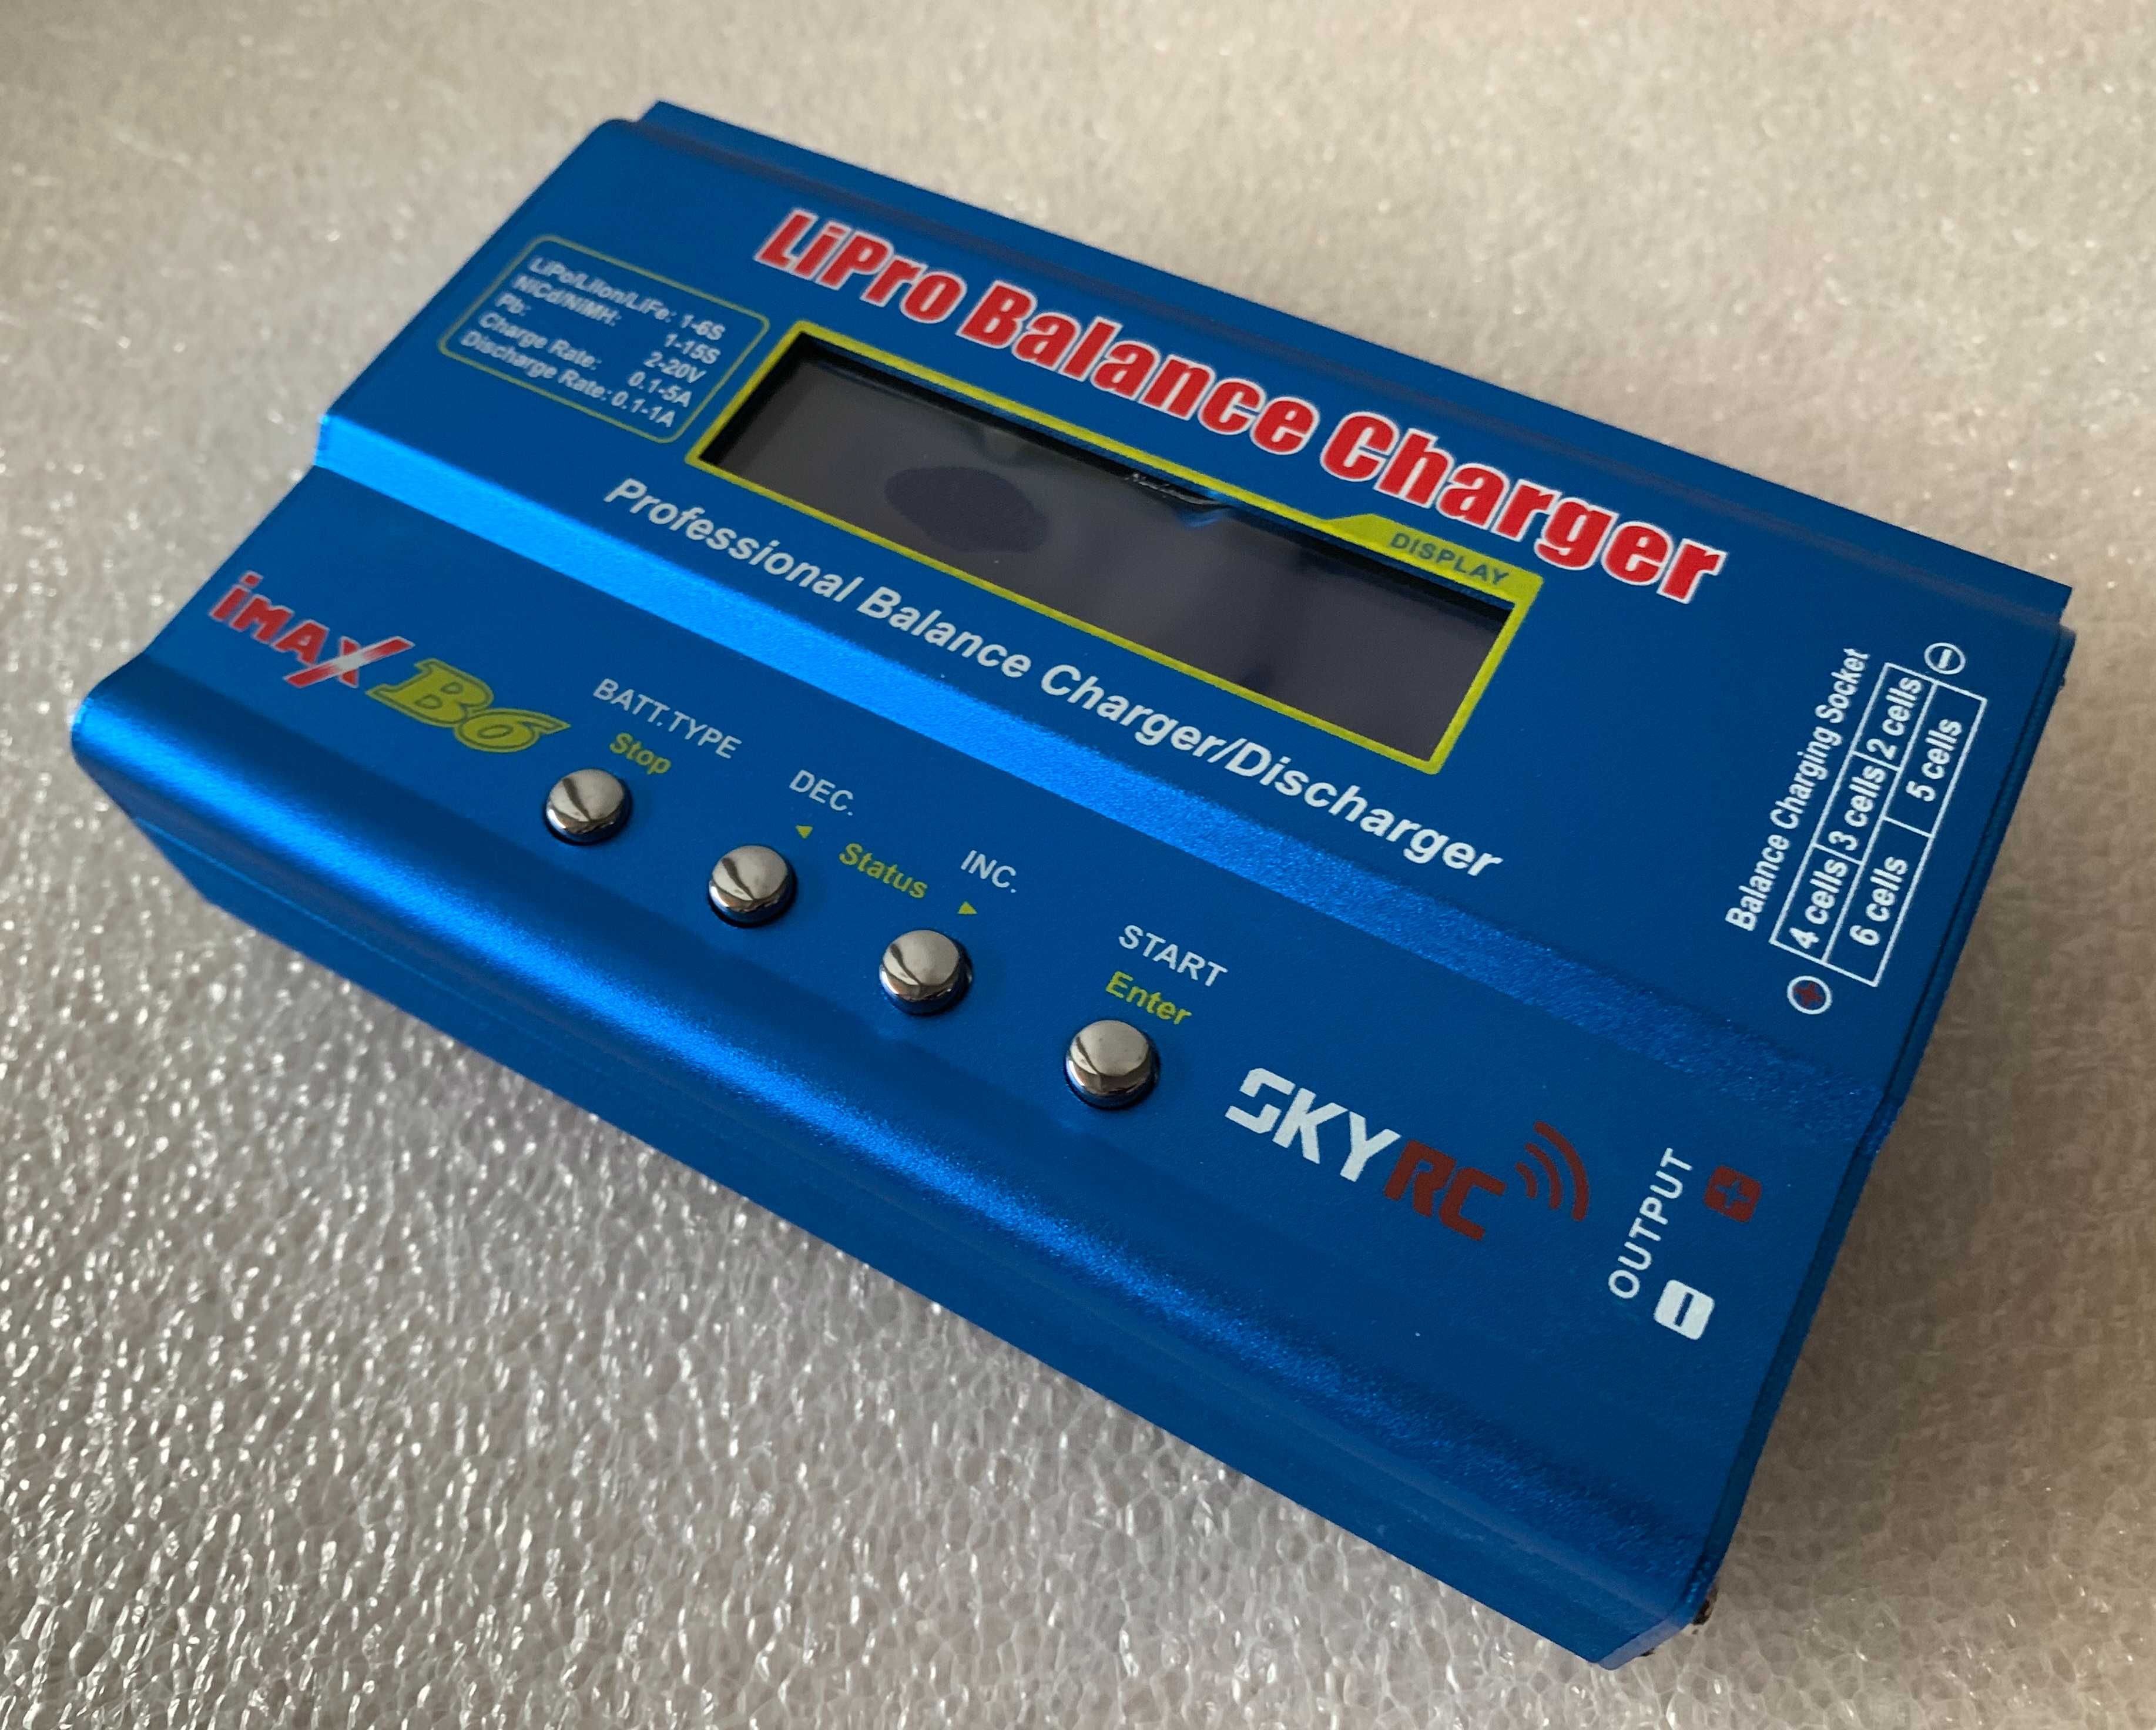 LiPro Balance Charger
LiPo/LiIon/LiFe: 1-6S
NiCd/NiMH: 1-15S
Pb: 2-20V
Charge Rate: 0.1-5A
Discharge Rate: 0.1-1A
DISPLAY
Professional Balance Charger/Discharger
iMAX B6
BATT.TYPE
Stop
DEC.
◄ Status ►
INC.
START
Enter
SKYRC
Balance Charging Socket
4 cells 3 cells 2 cells
6 cells 5 cells
OUTPUT